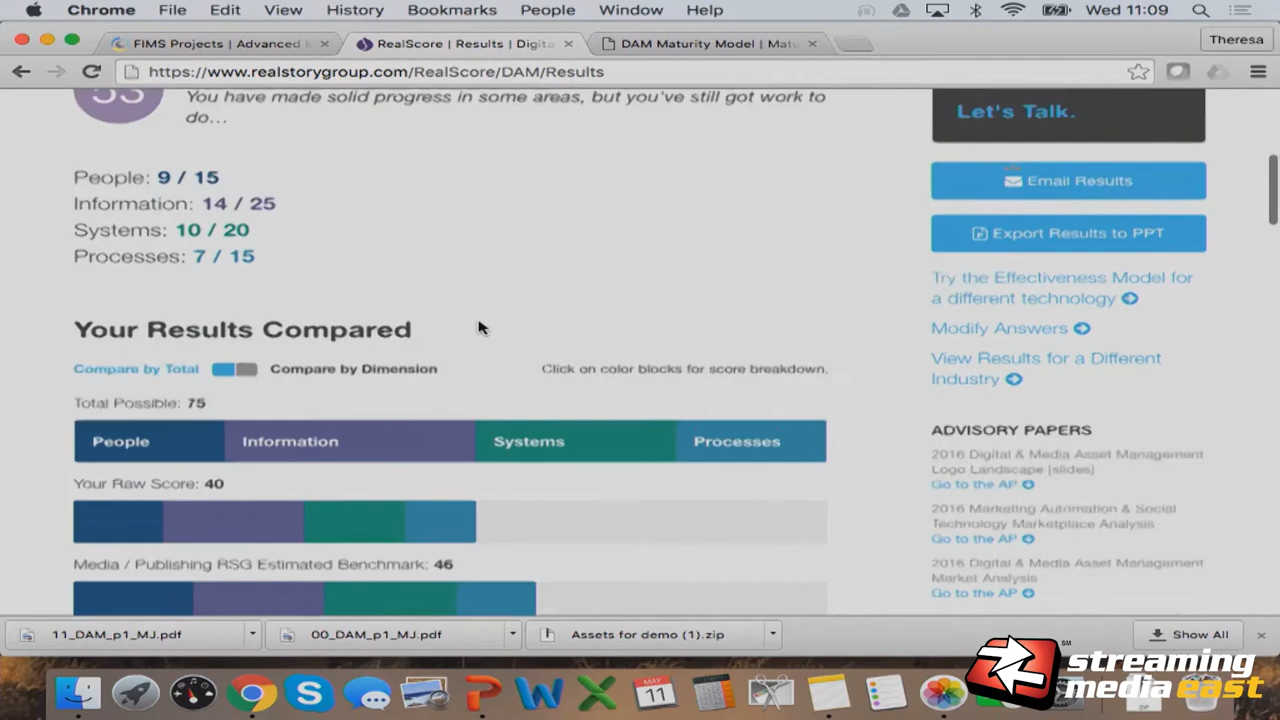 Chrome File Edit View History Bookmarks People Window Help Wed 11:09
FIMS Projects | Advanced RealScore | Results | Digita DAM Maturity Model | Matu Theresa
https://www.realstorygroup.com/RealScore/DAM/Results
53
You have made solid progress in some areas, but you've still got work to
do...
People: 9 / 15
Information: 14 / 25
Systems: 10 / 20
Processes: 7 / 15
Your Results Compared
Compare by Total Compare by Dimension Click on color blocks for score breakdown.
Total Possible: 75
People Information Systems Processes
Your Raw Score: 40
Media / Publishing RSG Estimated Benchmark: 46
Let's Talk.
Email Results
Export Results to PPT
Try the Effectiveness Model for
a different technology
Modify Answers
View Results for a Different
Industry
ADVISORY PAPERS
2016 Digital & Media Asset Management
Logo Landscape [slides]
Go to the AP
2016 Marketing Automation & Social
Technology Marketplace Analysis
Go to the AP
2016 Digital & Media Asset Management
Market Analysis
Go to the AP
11_DAM_p1_MJ.pdf 00_DAM_p1_MJ.pdf Assets for demo (1).zip Show All
MAY
11
ZIP
SM
streaming
media east